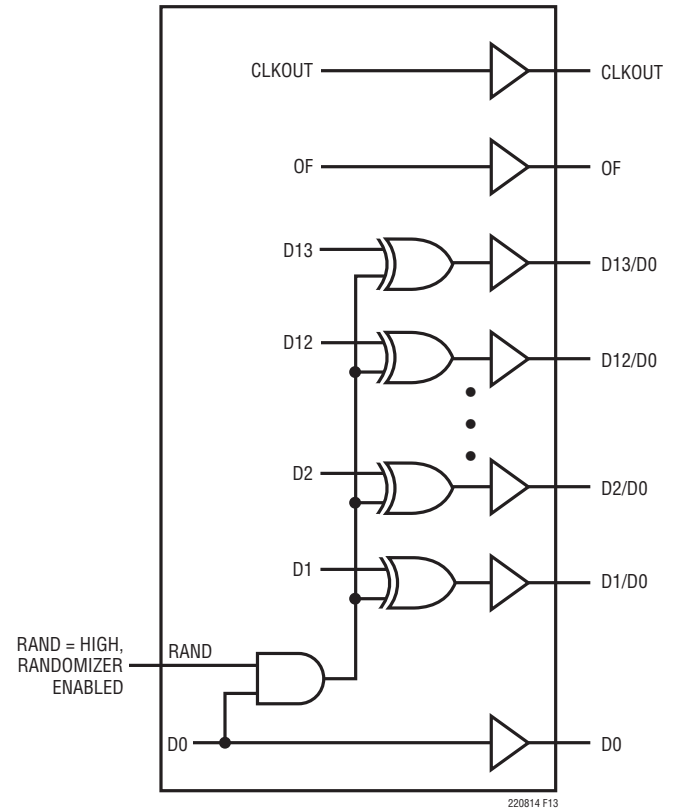 CLKOUT
CLKOUT
OF
OF
D13
D13/D0
D12
D12/D0
D2
D2/D0
D1
D1/D0
RAND = HIGH,
RANDOMIZER
ENABLED
RAND
D0
D0
220814 F13